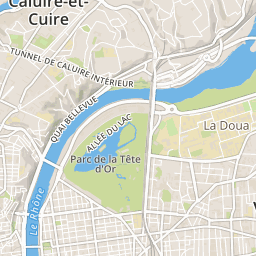 Caluire-et-
Cuire
TUNNEL DE CALUIRE INTÉRIEUR
QUAI BELLEVUE
ALLÉE DU LAC
La Doua
Parc de la Tête
d'Or
Le Rhône